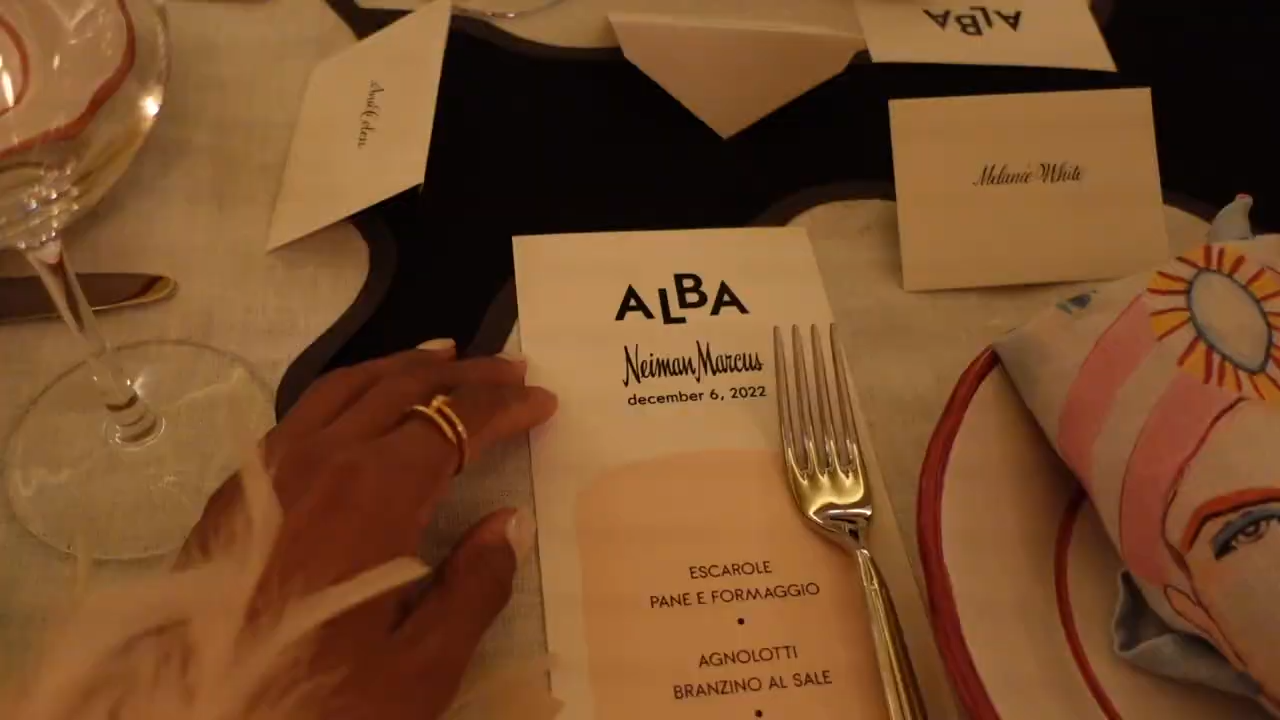 ALBA
Melanie White
ALBA
Neiman Marcus
december 6, 2022
ESCAROLE
PANE E FORMAGGIO
•
AGNOLOTTI
BRANZINO AL SALE
•